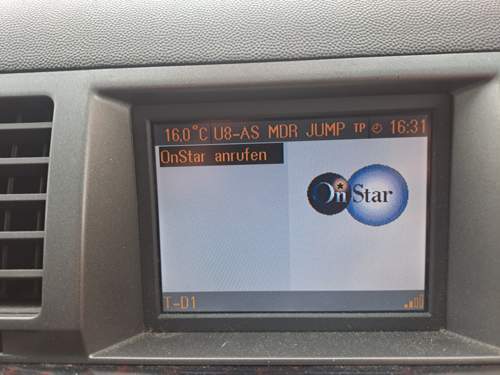 16,0°C U8-AS MDR JUMP TP 16:31
OnStar anrufen
OnStar
T-D1